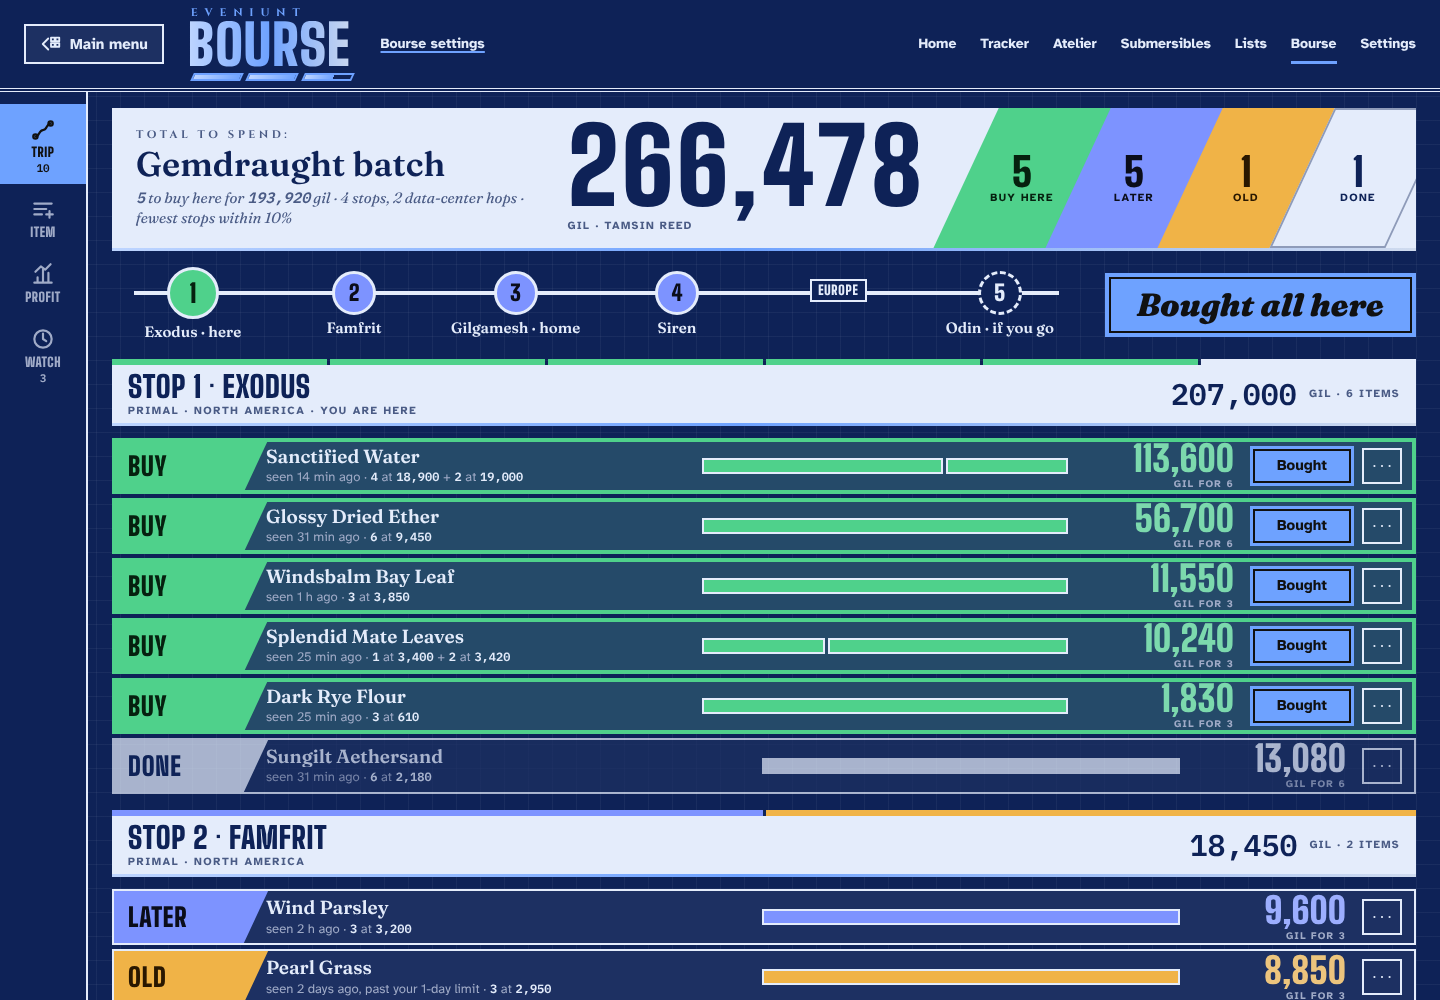 Main menu
EVENIUNT
BOURSE
Bourse settings
Home
Tracker
Atelier
Submersibles
Lists
Bourse
Settings
TRIP
10
ITEM
PROFIT
WATCH
3
TOTAL TO SPEND:
Gemdraught batch
5 to buy here for 193,920 gil · 4 stops, 2 data-center hops ·
fewest stops within 10%
266,478
GIL · TAMSIN REED
5
BUY HERE
5
LATER
1
OLD
1
DONE
1
Exodus · here
2
Famfrit
3
Gilgamesh · home
4
Siren
EUROPE
5
Odin · if you go
Bought all here
STOP 1 · EXODUS
PRIMAL · NORTH AMERICA · YOU ARE HERE
207,000 GIL · 6 ITEMS
BUY
Sanctified Water
seen 14 min ago · 4 at 18,900 + 2 at 19,000
113,600
GIL FOR 6
Bought
...
BUY
Glossy Dried Ether
seen 31 min ago · 6 at 9,450
56,700
GIL FOR 6
Bought
...
BUY
Windsbalm Bay Leaf
seen 1 h ago · 3 at 3,850
11,550
GIL FOR 3
Bought
...
BUY
Splendid Mate Leaves
seen 25 min ago · 1 at 3,400 + 2 at 3,420
10,240
GIL FOR 3
Bought
...
BUY
Dark Rye Flour
seen 25 min ago · 3 at 610
1,830
GIL FOR 3
Bought
...
DONE
Sungilt Aethersand
seen 31 min ago · 6 at 2,180
13,080
GIL FOR 6
...
STOP 2 · FAMFRIT
PRIMAL · NORTH AMERICA
18,450 GIL · 2 ITEMS
LATER
Wind Parsley
seen 2 h ago · 3 at 3,200
9,600
GIL FOR 3
...
OLD
Pearl Grass
seen 2 days ago, past your 1-day limit · 3 at 2,950
8,850
GIL FOR 3
...